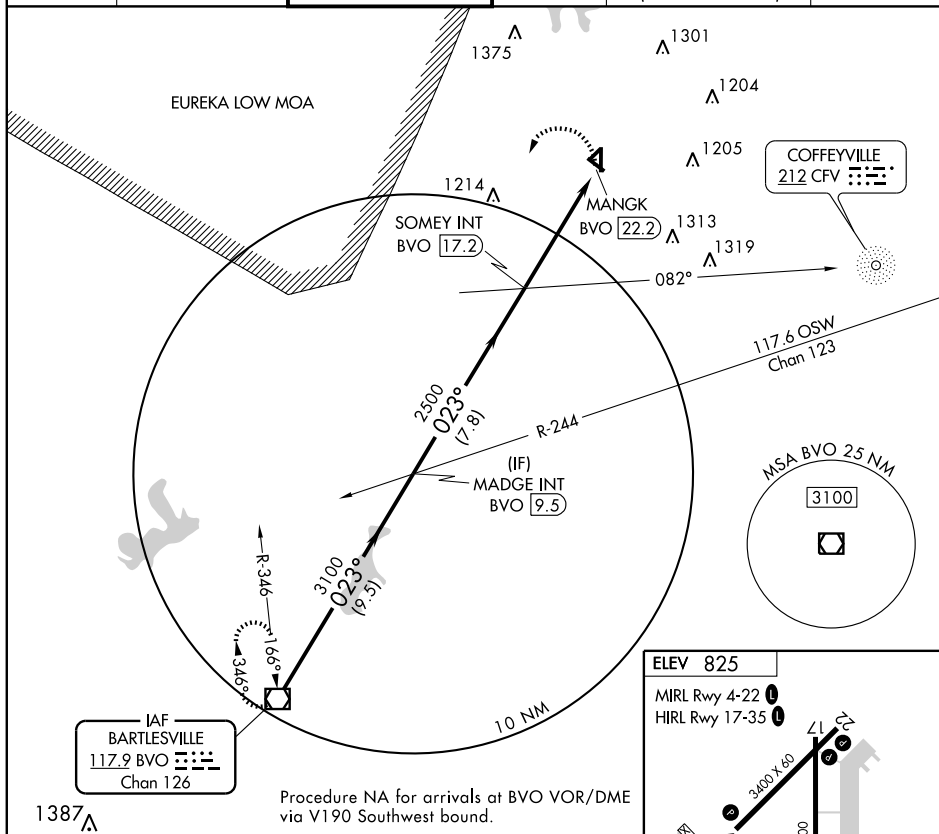 1375
1301
EUREKA LOW MOA
1204
1205
COFFEYVILLE
212 CFV
1214
MANGK
BVO 22.2
SOMEY INT
BVO 17.2
1313
1319
082°
117.6 OSW
Chan 123
2500
023°
(7.8)
R-244
(IF)
MADGE INT
BVO 9.5
MSA BVO 25 NM
3100
R-346
3100
023°
(9.5)
166°
346°
ELEV 825
MIRL Rwy 4-22 L
HIRL Rwy 17-35 L
10 NM
IAF
BARTLESVILLE
117.9 BVO
Chan 126
17
22
P
P
3400 X 60
P
1387
Procedure NA for arrivals at BVO VOR/DME
via V190 Southwest bound.